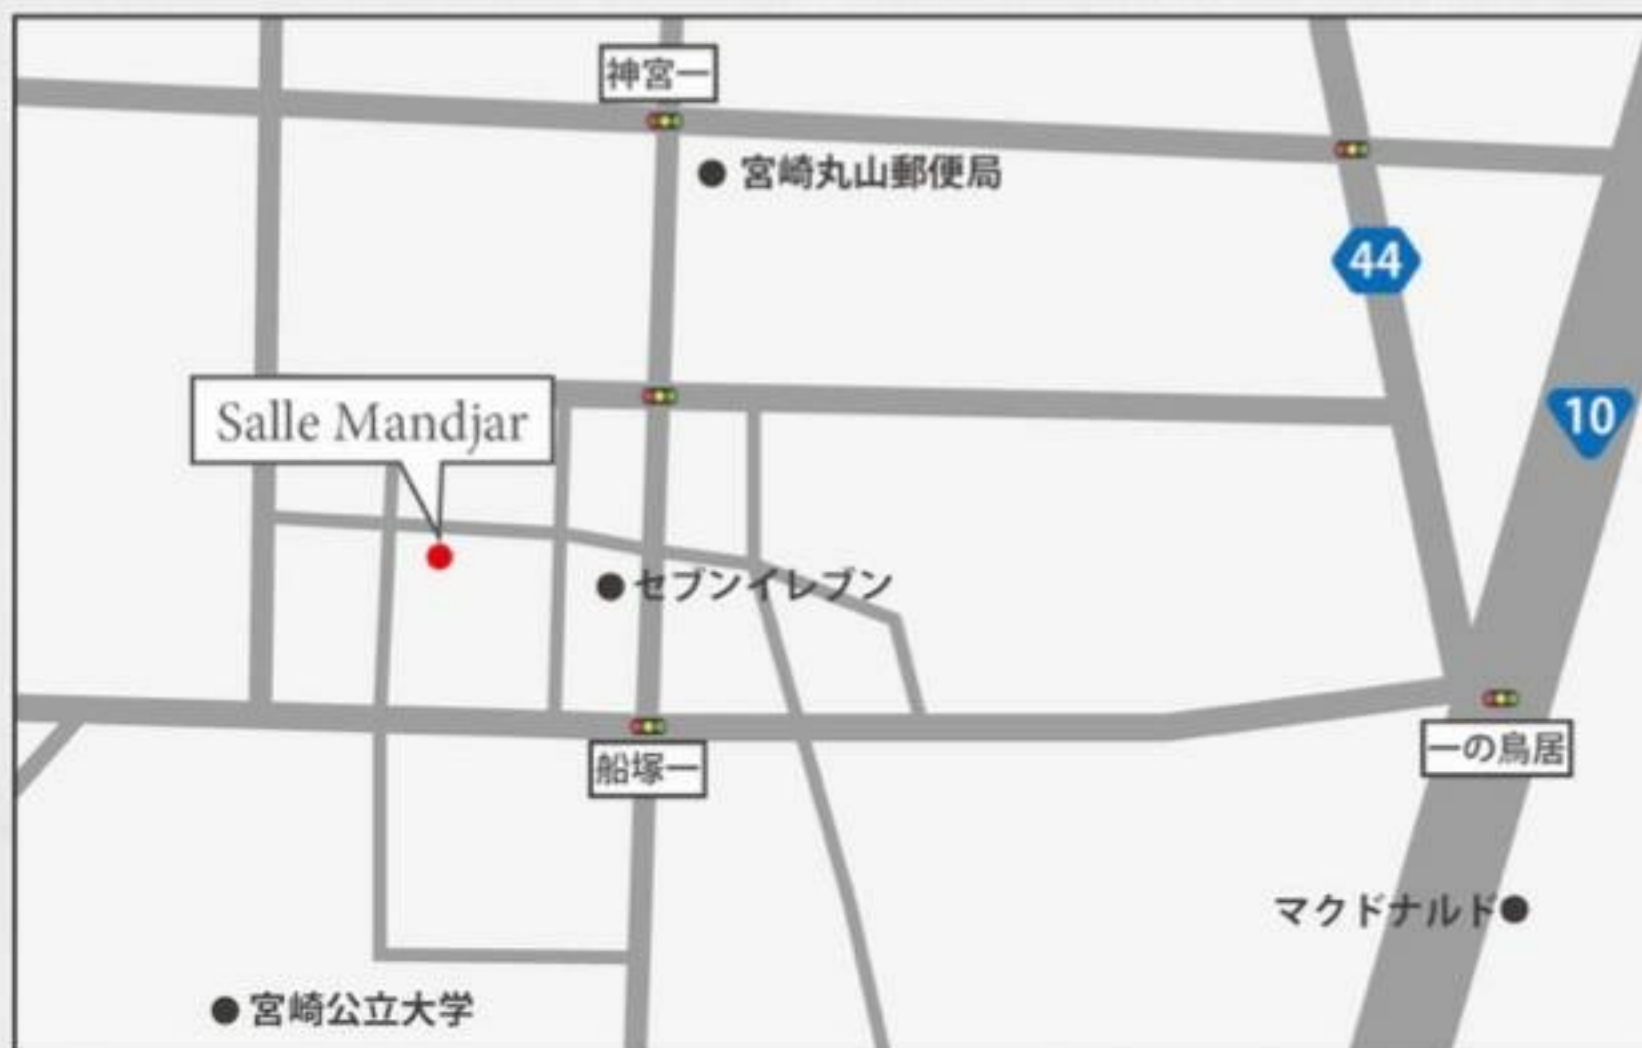 神宮一
宮崎丸山郵便局
44
Salle Mandjar
10
セブンイレブン
船塚一
一の鳥居
マクドナルド
宮崎公立大学